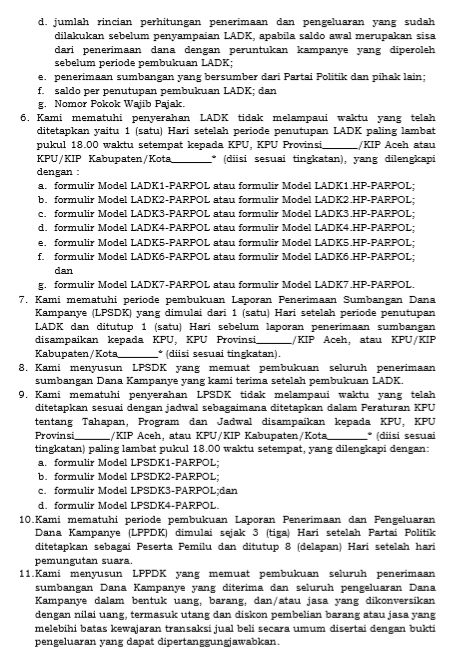 d. jumlah rincian perhitungan penerimaan dan pengeluaran yang sudah
dilakukan sebelum penyampaian LADK, apabila saldo awal merupakan sisa
dari penerimaan dana dengan peruntukan kampanye yang diperoleh
sebelum periode pembukuan LADK;
e. penerimaan sumbangan yang bersumber dari Partai Politik dan pihak lain;
f. saldo per penutupan pembukuan LADK; dan
g. Nomor Pokok Wajib Pajak.
6. Kami mematuhi penyerahan LADK tidak melampaui waktu yang telah
ditetapkan yaitu 1 (satu) Hari setelah periode penutupan LADK paling lambat
pukul 18.00 waktu setempat kepada KPU, KPU Provinsi______/KIP Aceh atau
KPU/KIP Kabupaten/Kota_______* (diisi sesuai tingkatan), yang dilengkapi
dengan :
a. formulir Model LADK1-PARPOL atau formulir Model LADK1.HP-PARPOL;
b. formulir Model LADK2-PARPOL atau formulir Model LADK2.HP-PARPOL;
c. formulir Model LADK3-PARPOL atau formulir Model LADK3.HP-PARPOL;
d. formulir Model LADK4-PARPOL atau formulir Model LADK4.HP-PARPOL;
e. formulir Model LADK5-PARPOL atau formulir Model LADK5.HP-PARPOL;
f. formulir Model LADK6-PARPOL atau formulir Model LADK6.HP-PARPOL;
dan
g. formulir Model LADK7-PARPOL atau formulir Model LADK7.HP-PARPOL.
7. Kami mematuhi periode pembukuan Laporan Penerimaan Sumbangan Dana
Kampanye (LPSDK) yang dimulai dari 1 (satu) Hari setelah periode penutupan
LADK dan ditutup 1 (satu) Hari sebelum laporan penerimaan sumbangan
disampaikan kepada KPU, KPU Provinsi______/KIP Aceh, atau KPU/KIP
Kabupaten/Kota_______* (diisi sesuai tingkatan).
8. Kami menyusun LPSDK yang memuat pembukuan seluruh penerimaan
sumbangan Dana Kampanye yang kami terima setelah pembukuan LADK.
9. Kami mematuhi penyerahan LPSDK tidak melampaui waktu yang telah
ditetapkan sesuai dengan jadwal sebagaimana ditetapkan dalam Peraturan KPU
tentang Tahapan, Program dan Jadwal disampaikan kepada KPU, KPU
Provinsi______/KIP Aceh, atau KPU/KIP Kabupaten/Kota_______* (diisi sesuai
tingkatan) paling lambat pukul 18.00 waktu setempat, yang dilengkapi dengan:
a. formulir Model LPSDK1-PARPOL;
b. formulir Model LPSDK2-PARPOL;
c. formulir Model LPSDK3-PARPOL;dan
d. formulir Model LPSDK4-PARPOL.
10.Kami mematuhi periode pembukuan Laporan Penerimaan dan Pengeluaran
Dana Kampanye (LPPDK) dimulai sejak 3 (tiga) Hari setelah Partai Politik
ditetapkan sebagai Peserta Pemilu dan ditutup 8 (delapan) Hari setelah hari
pemungutan suara.
11.Kami menyusun LPPDK yang memuat pembukuan seluruh penerimaan
sumbangan Dana Kampanye yang diterima dan seluruh pengeluaran Dana
Kampanye dalam bentuk uang, barang, dan/atau jasa yang dikonversikan
dengan nilai uang, termasuk utang dan diskon pembelian barang atau jasa yang
melebihi batas kewajaran transaksi jual beli secara umum disertai dengan bukti
pengeluaran yang dapat dipertanggungjawabkan.